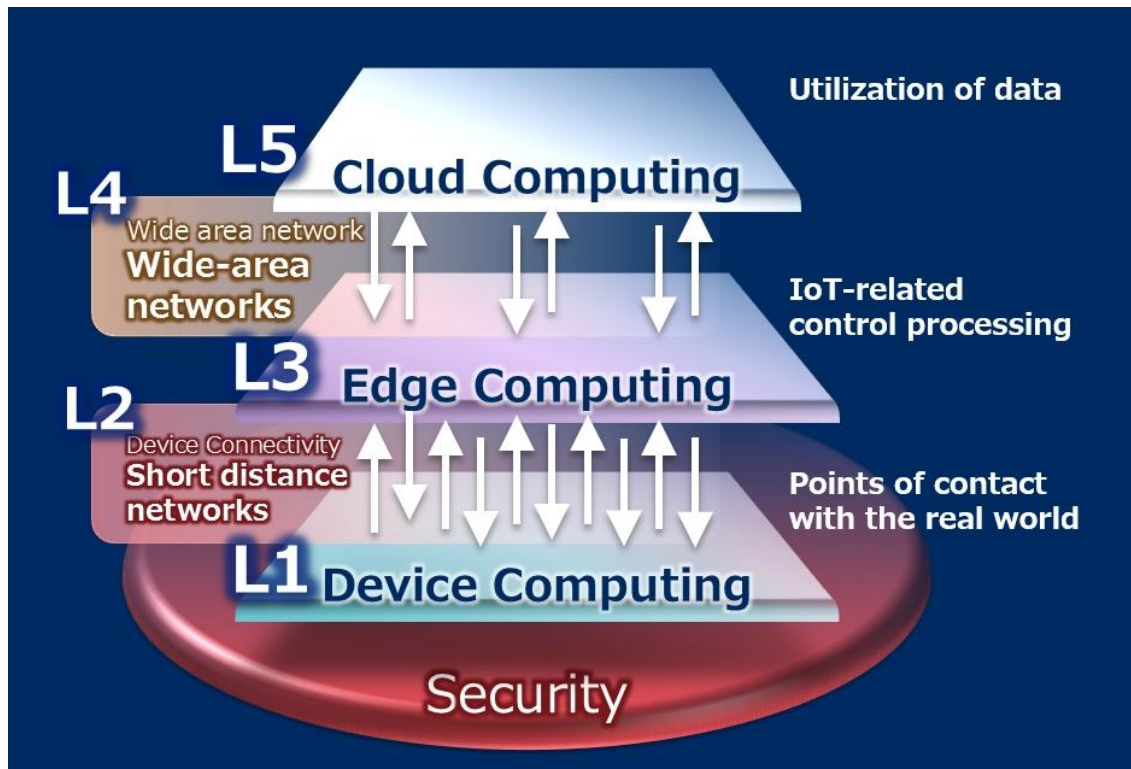 Utilization of data
L5
Cloud Computing
L4
Wide area network
Wide-area
networks
IoT-related
control processing
L3
Edge Computing
L2
Device Connectivity
Short distance
networks
Points of contact
with the real world
L1
Device Computing
Security